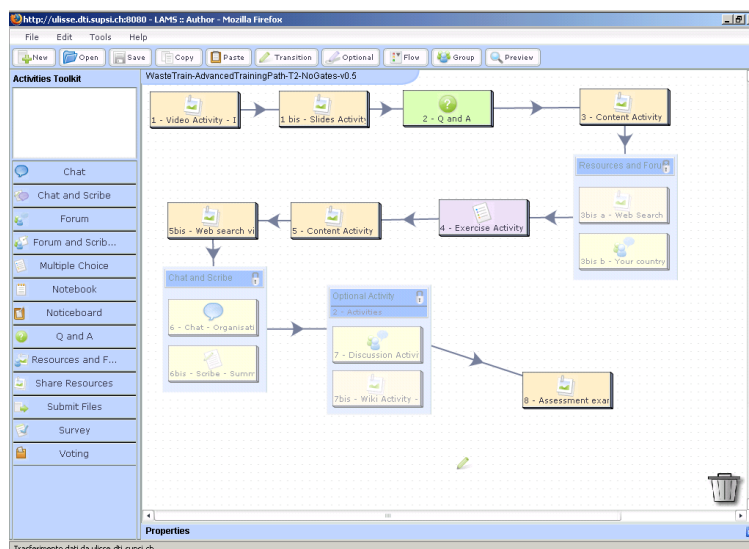 http://ulisse.dti.supsi.ch:8080 - LAMS :: Author - Mozilla Firefox
File Edit Tools Help
New Open Save Copy Paste Transition Optional Flow Group Preview
Activities Toolkit
WasteTrain-AdvancedTrainingPath-T2-NoGates-v0.5
1 - Video Activity - I
1 bis - Slides Activity
2 - Q and A
3 - Content Activity
Resources and Foru
3bis a - Web Search
3bis b - Your country
4 - Exercise Activity
5 - Content Activity
5bis - Web search vi
Chat and Scribe
6 - Chat - Organisati
6bis - Scribe - Summ
Optional Activity
2 - Activities
7 - Discussion Activi
7bis - Wiki Activity -
8 - Assessment exar
Chat
Chat and Scribe
Forum
Forum and Scrib...
Multiple Choice
Notebook
Noticeboard
Q and A
Resources and F...
Share Resources
Submit Files
Survey
Voting
Properties
Trasferimento dati da ulisse.dti.supsi.ch